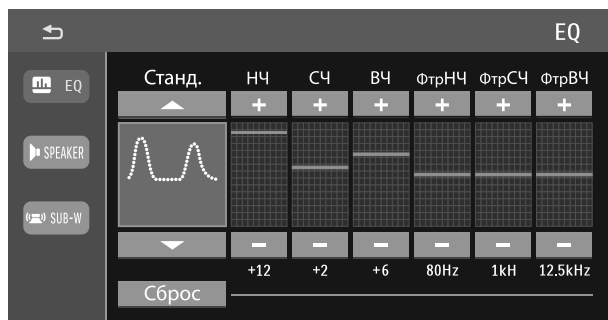 EQ
EQ
SPEAKER
SUB-W
Станд. НЧ СЧ ВЧ ФтрНЧ ФтрСЧ ФтрВЧ
+ + + + + +
− − − − − −
+12 +2 +6 80Hz 1kH 12.5kHz
Сброс